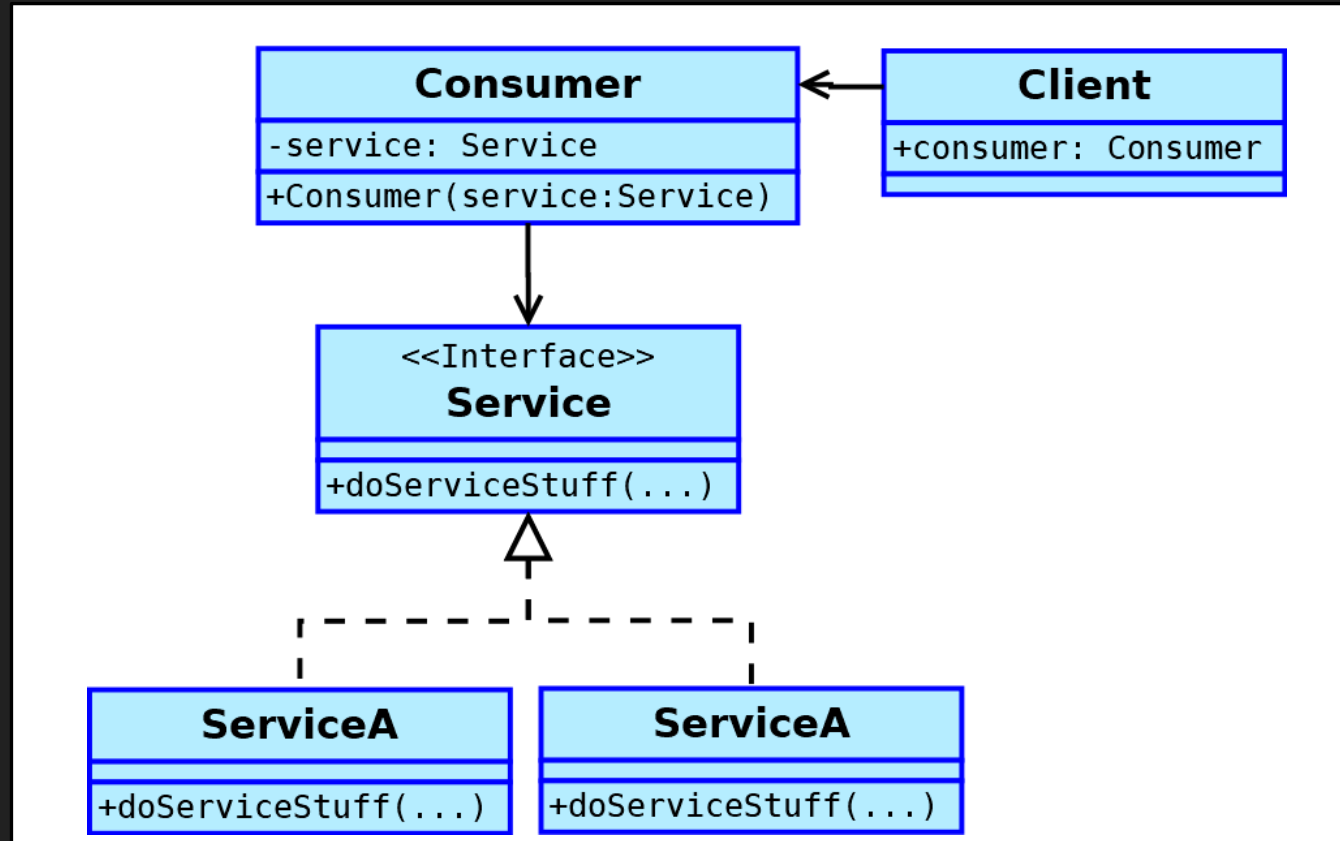 Consumer
-service: Service
+Consumer(service:Service)
Client
+consumer: Consumer
<<Interface>>
Service
+doServiceStuff(...)
ServiceA
+doServiceStuff(...)
ServiceA
+doServiceStuff(...)